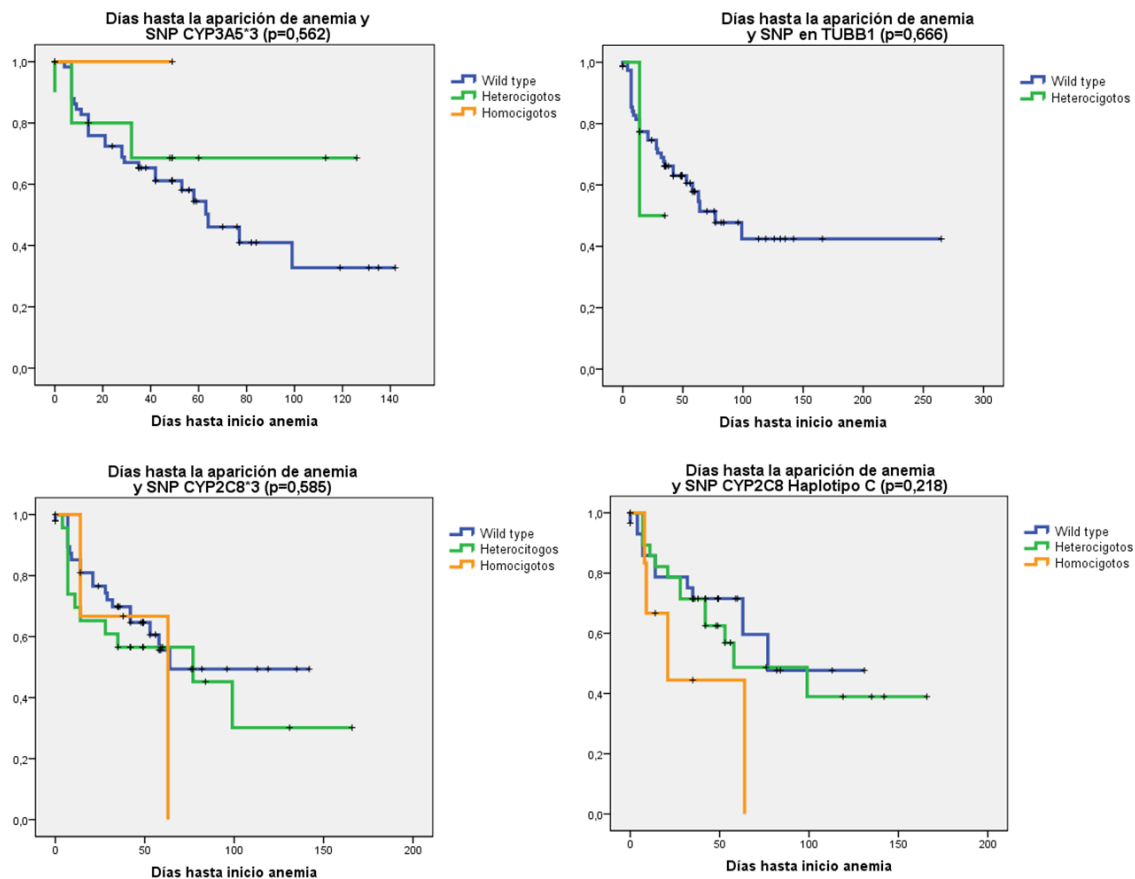 Días hasta la aparición de anemia y
SNP CYP3A5*3 (p=0,562)
1,0
0,8
0,6
0,4
0,2
0,0
0 20 40 60 80 100 120 140
Días hasta inicio anemia
Wild type
Heterocigotos
Homocigotos
Días hasta la aparición de anemia
y SNP en TUBB1 (p=0,666)
1,0
0,8
0,6
0,4
0,2
0,0
0 50 100 150 200 250 300
Días hasta inicio anemia
Wild type
Heterocigotos
Días hasta la aparición de anemia
y SNP CYP2C8*3 (p=0,585)
1,0
0,8
0,6
0,4
0,2
0,0
0 50 100 150 200
Días hasta inicio anemia
Wild type
Heterocitogos
Homocigotos
Días hasta la aparición de anemia
y SNP CYP2C8 Haplotipo C (p=0,218)
1,0
0,8
0,6
0,4
0,2
0,0
0 50 100 150 200
Días hasta inicio anemia
Wild type
Heterocigotos
Homocigotos